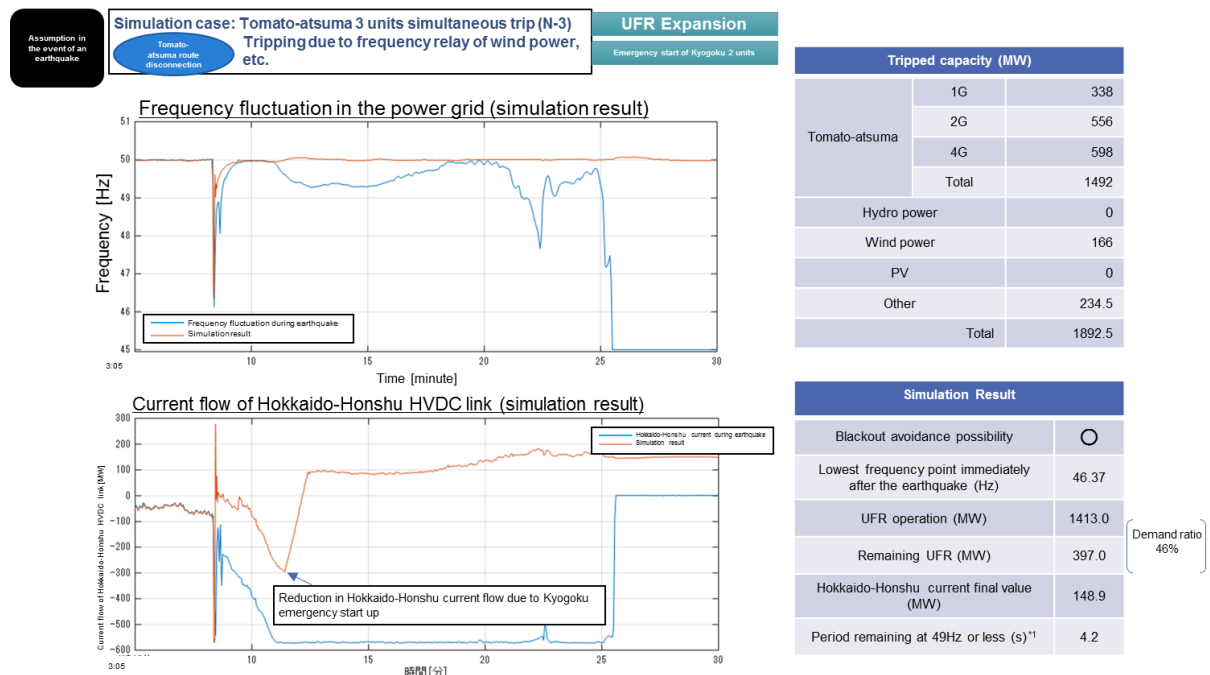 Assumption in
the event of an
earthquake
Simulation case: Tomato-atsuma 3 units simultaneous trip (N-3)
Tripping due to frequency relay of wind power,
etc.
Tomato-
atsuma route
disconnection
UFR Expansion
Emergency start of Kyogoku 2 units
Frequency fluctuation in the power grid (simulation result)
Frequency [Hz]
51
50
49
48
47
46
45
Frequency fluctuation during earthquake
Simulation result
3:05
10
15
20
25
30
Time [minute]
Current flow of Hokkaido-Honshu HVDC link (simulation result)
Current flow of Hokkaido-Honshu HVDC link [MW]
300
200
100
0
-100
-200
-300
-400
-500
-600
Hokkaido-Honshu current during earthquake
Simulation result
Reduction in Hokkaido-Honshu current flow due to Kyogoku
emergency start up
3:05
10
15
20
25
30
時間[分]
Tripped capacity (MW)
Tomato-atsuma
1G 338
2G 556
4G 598
Total 1492
Hydro power 0
Wind power 166
PV 0
Other 234.5
Total 1892.5
Simulation Result
Blackout avoidance possibility ○
Lowest frequency point immediately
after the earthquake (Hz) 46.37
UFR operation (MW) 1413.0
Remaining UFR (MW) 397.0
Demand ratio
46%
Hokkaido-Honshu current final value
(MW) 148.9
Period remaining at 49Hz or less (s)*1 4.2